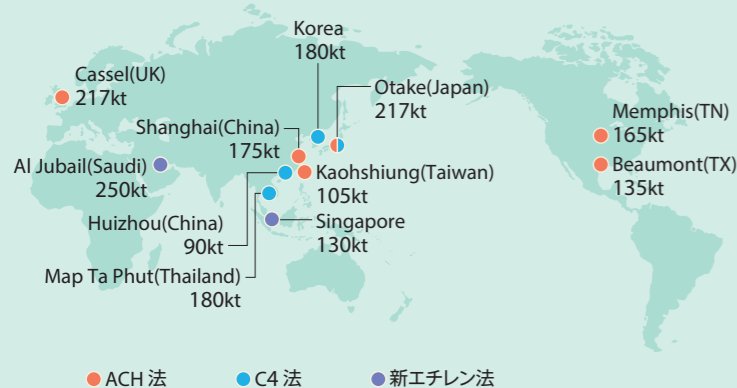 Korea
180kt
Cassel(UK)
217kt
Otake(Japan)
217kt
Memphis(TN)
165kt
Shanghai(China)
175kt
Al Jubail(Saudi)
250kt
Kaohshiung(Taiwan)
105kt
Beaumont(TX)
135kt
Huizhou(China)
90kt
Singapore
130kt
Map Ta Phut(Thailand)
180kt
ACH 法 C4 法 新エチレン法